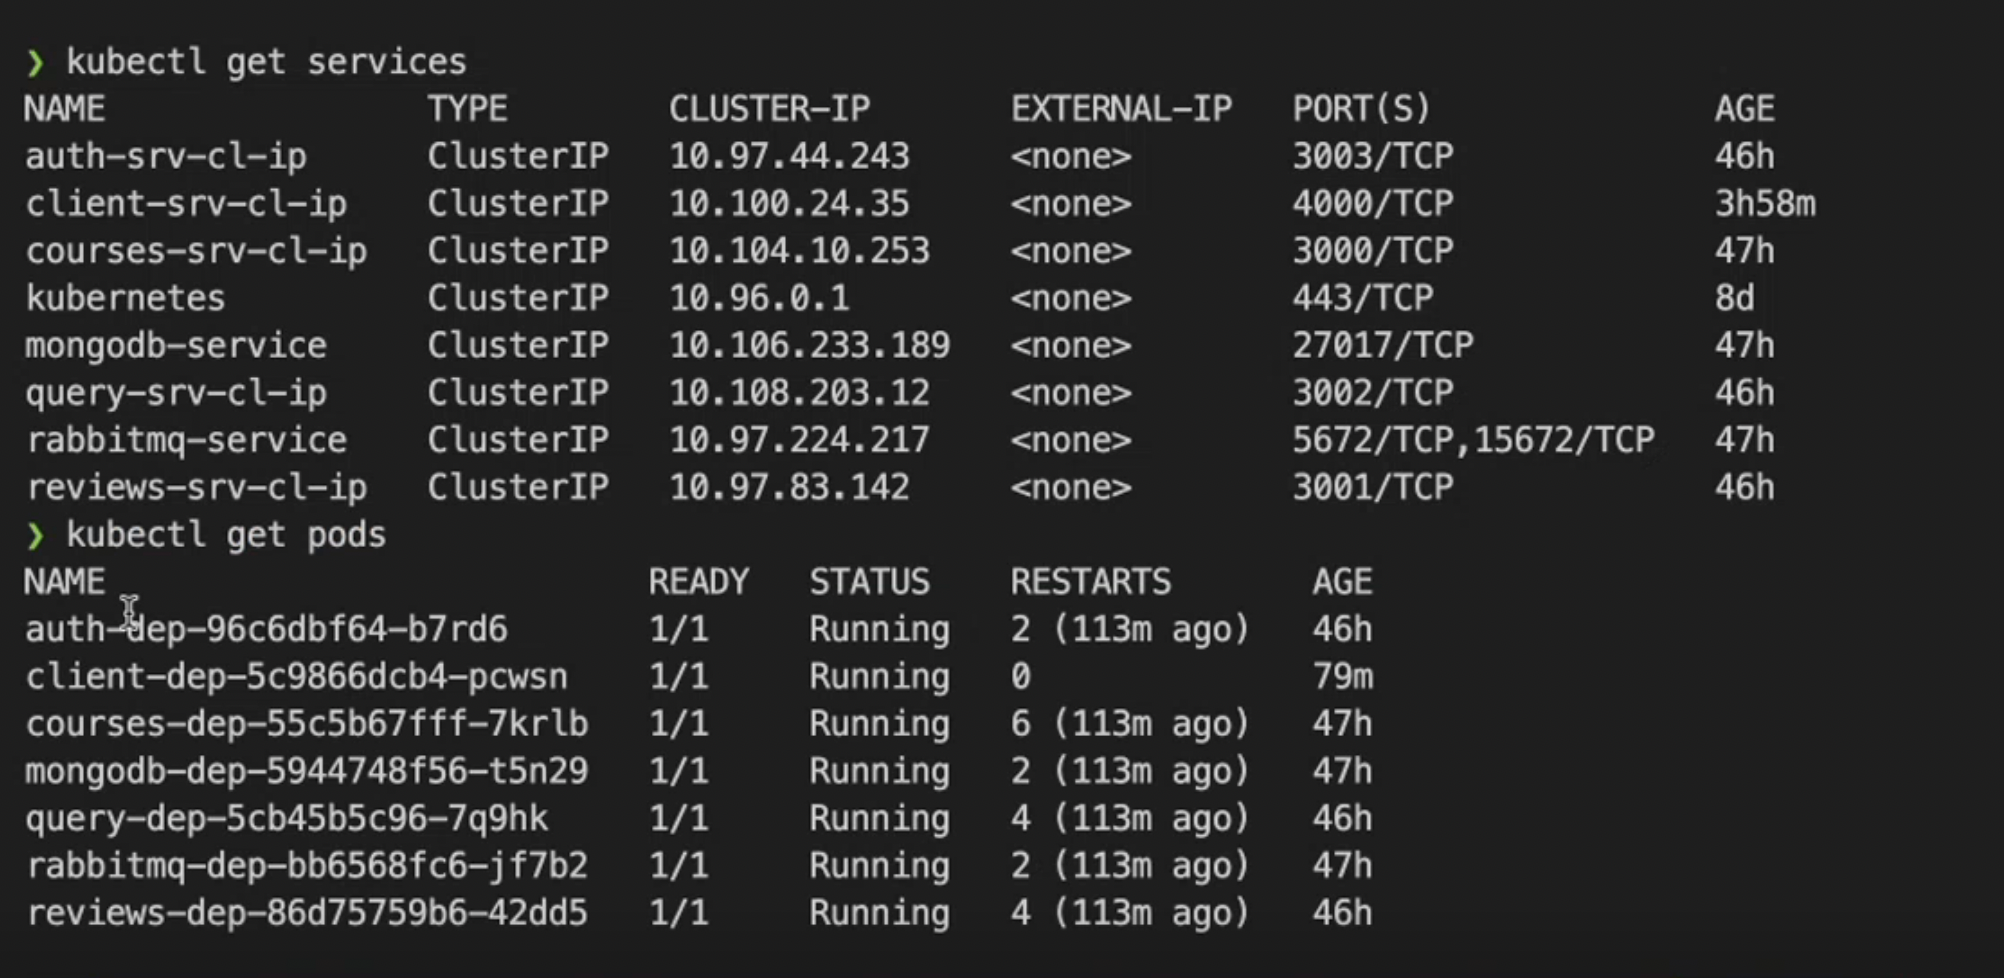 ❯ kubectl get services
NAME TYPE CLUSTER-IP EXTERNAL-IP PORT(S) AGE
auth-srv-cl-ip ClusterIP 10.97.44.243 <none> 3003/TCP 46h
client-srv-cl-ip ClusterIP 10.100.24.35 <none> 4000/TCP 3h58m
courses-srv-cl-ip ClusterIP 10.104.10.253 <none> 3000/TCP 47h
kubernetes ClusterIP 10.96.0.1 <none> 443/TCP 8d
mongodb-service ClusterIP 10.106.233.189 <none> 27017/TCP 47h
query-srv-cl-ip ClusterIP 10.108.203.12 <none> 3002/TCP 46h
rabbitmq-service ClusterIP 10.97.224.217 <none> 5672/TCP,15672/TCP 47h
reviews-srv-cl-ip ClusterIP 10.97.83.142 <none> 3001/TCP 46h
❯ kubectl get pods
NAME READY STATUS RESTARTS AGE
auth-dep-96c6dbf64-b7rd6 1/1 Running 2 (113m ago) 46h
client-dep-5c9866dcb4-pcwsn 1/1 Running 0 79m
courses-dep-55c5b67fff-7krlb 1/1 Running 6 (113m ago) 47h
mongodb-dep-5944748f56-t5n29 1/1 Running 2 (113m ago) 47h
query-dep-5cb45b5c96-7q9hk 1/1 Running 4 (113m ago) 46h
rabbitmq-dep-bb6568fc6-jf7b2 1/1 Running 2 (113m ago) 47h
reviews-dep-86d75759b6-42dd5 1/1 Running 4 (113m ago) 46h